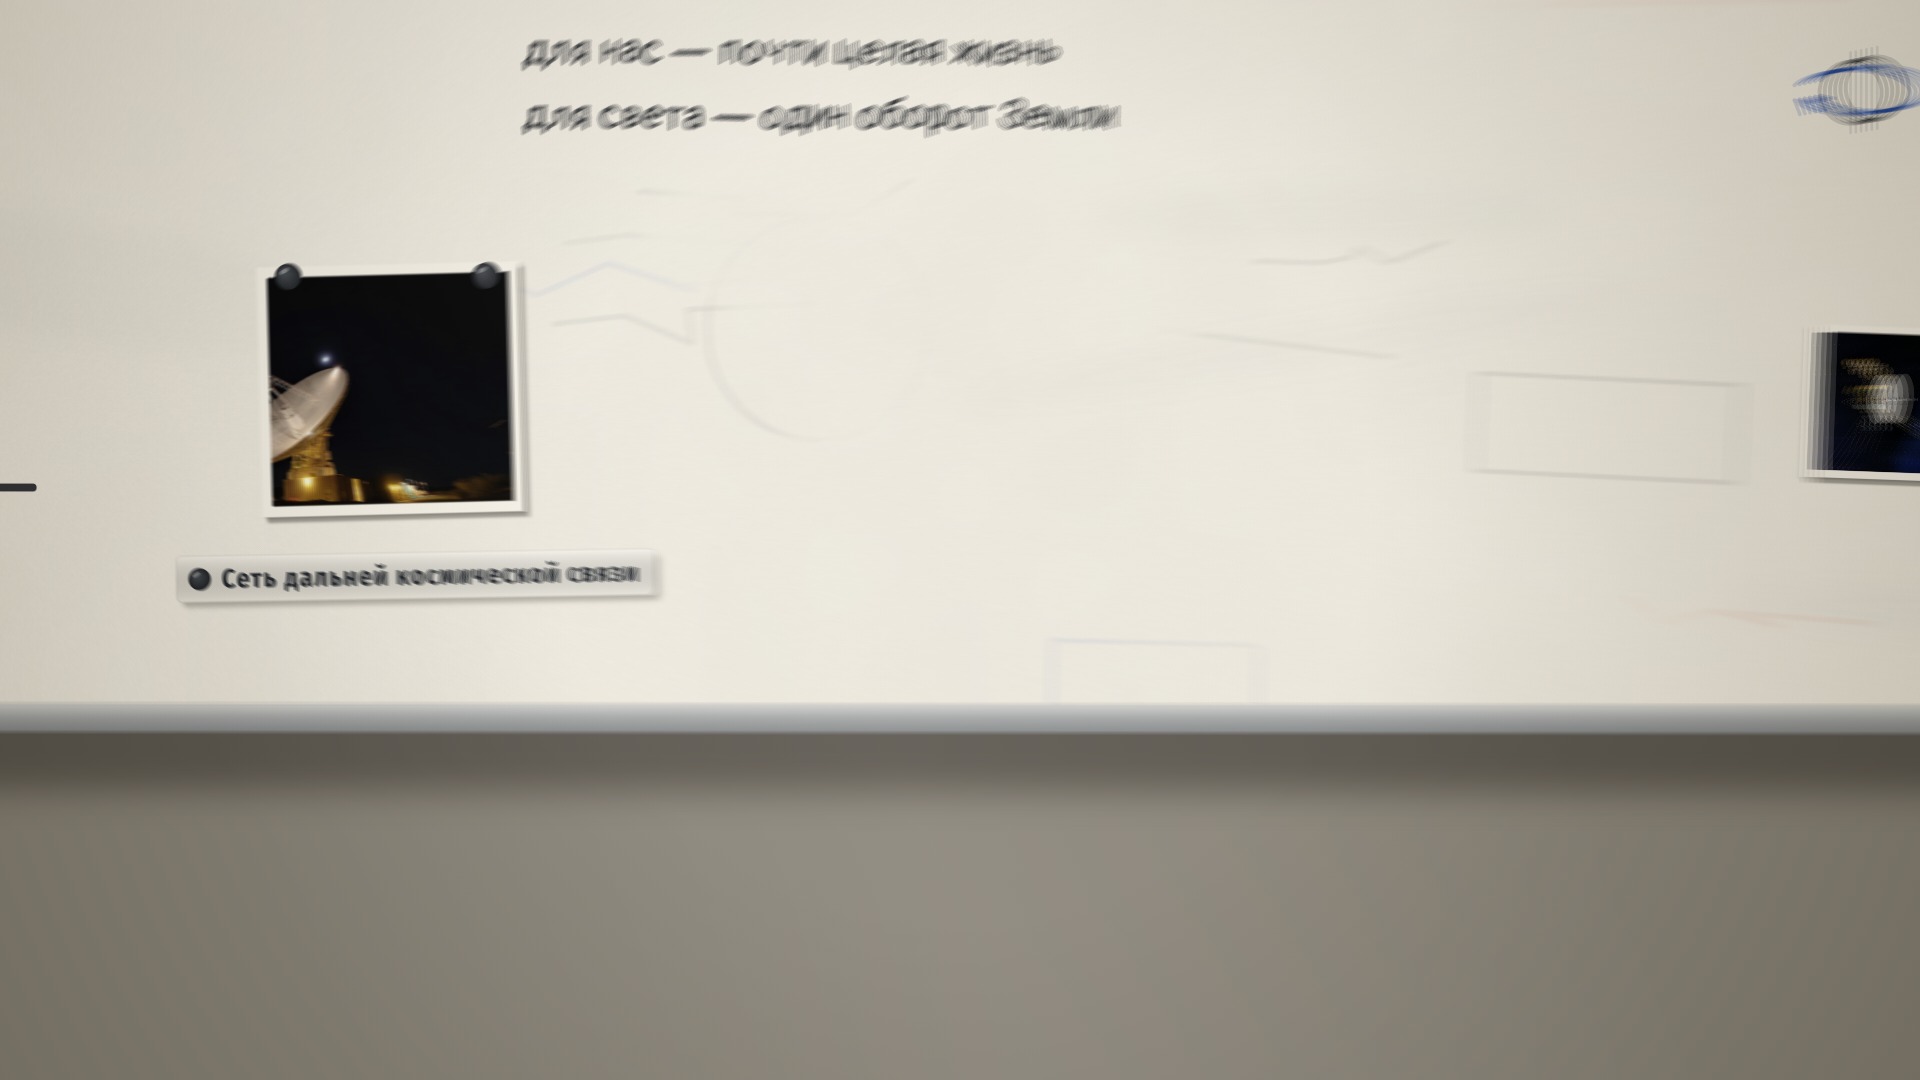 для нас — почти целая жизнь
для света — один оборот Земли
Сеть дальней космической связи